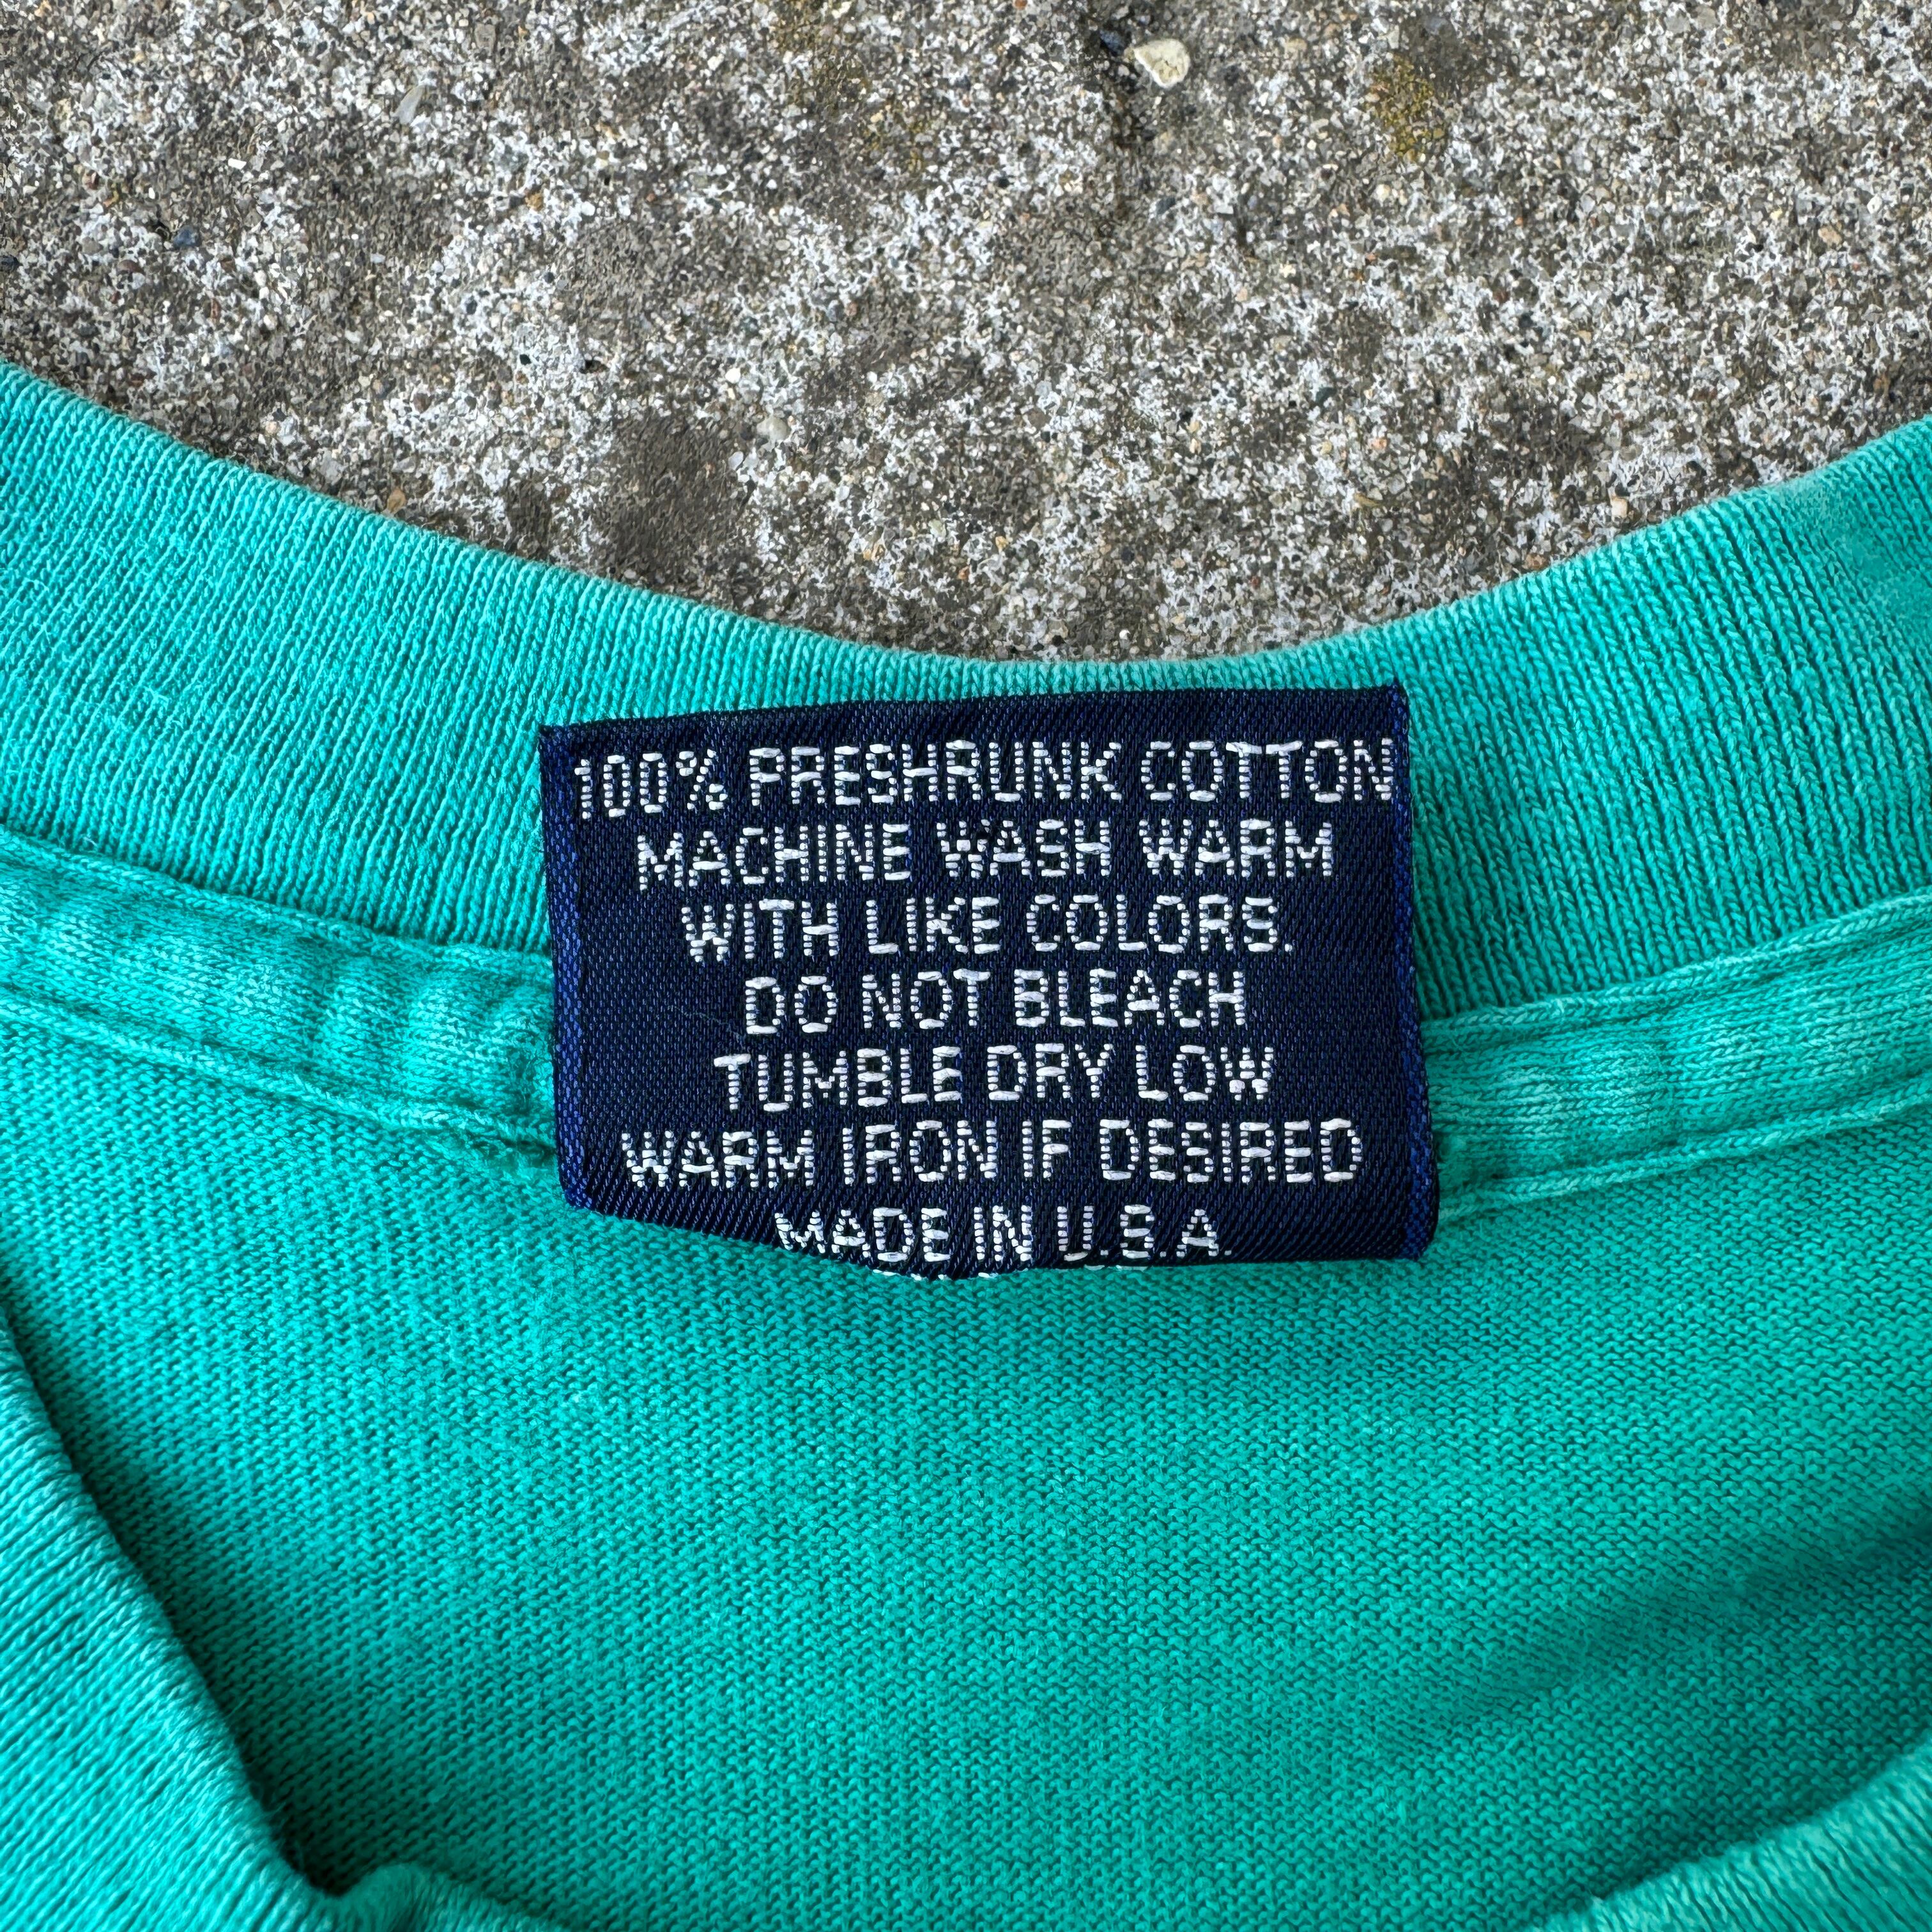 100% PRESHRUNK COTTON
MACHINE WASH WARM
WITH LIKE COLORS.
DO NOT BLEACH
TUMBLE DRY LOW
WARM IRON IF DESIRED
MADE IN U.S.A.